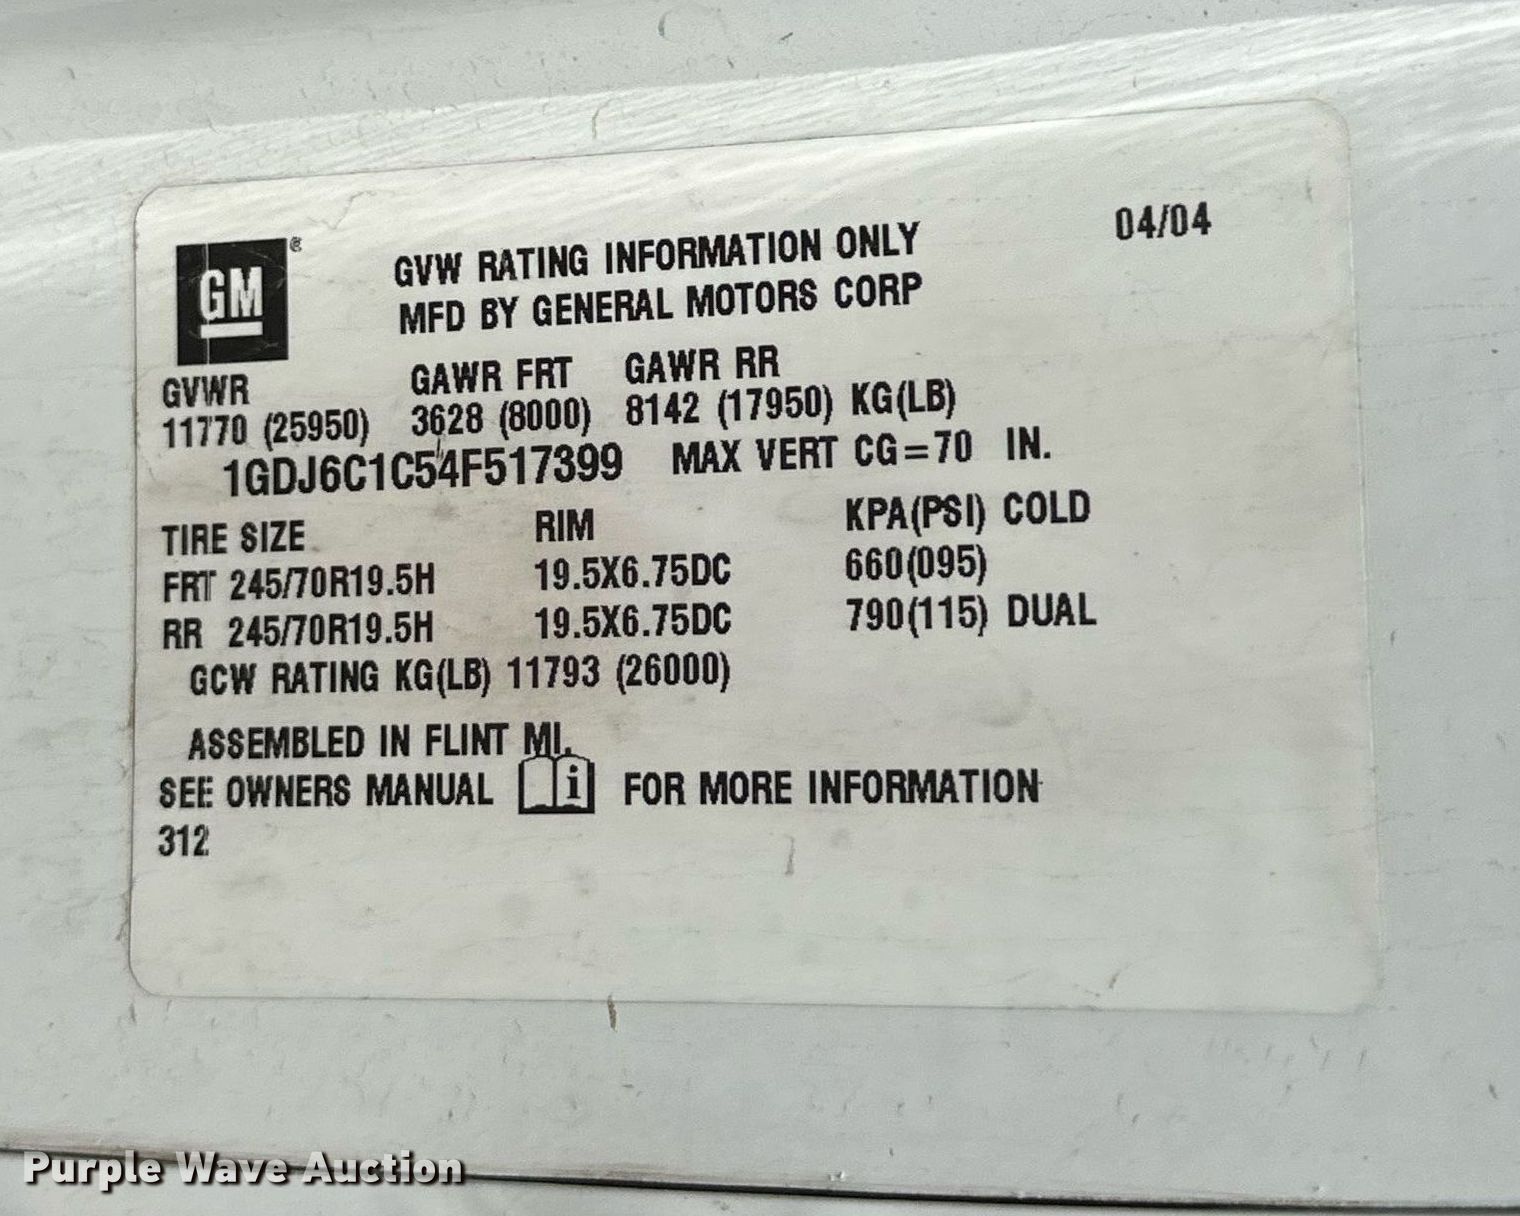 04/04
GM®
GVW RATING INFORMATION ONLY
MFD BY GENERAL MOTORS CORP
GVWR GAWR FRT GAWR RR
11770 (25950) 3628 (8000) 8142 (17950) KG(LB)
1GDJ6C1C54F517399 MAX VERT CG=70 IN.
TIRE SIZE RIM KPA(PSI) COLD
FRT 245/70R19.5H 19.5X6.75DC 660(095)
RR 245/70R19.5H 19.5X6.75DC 790(115) DUAL
GCW RATING KG(LB) 11793 (26000)
ASSEMBLED IN FLINT MI.
SEE OWNERS MANUAL i FOR MORE INFORMATION
312
Purple Wave Auction